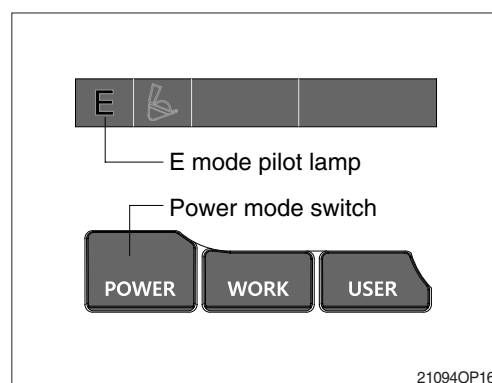 E
E mode pilot lamp
Power mode switch
POWER WORK USER
21094OP16